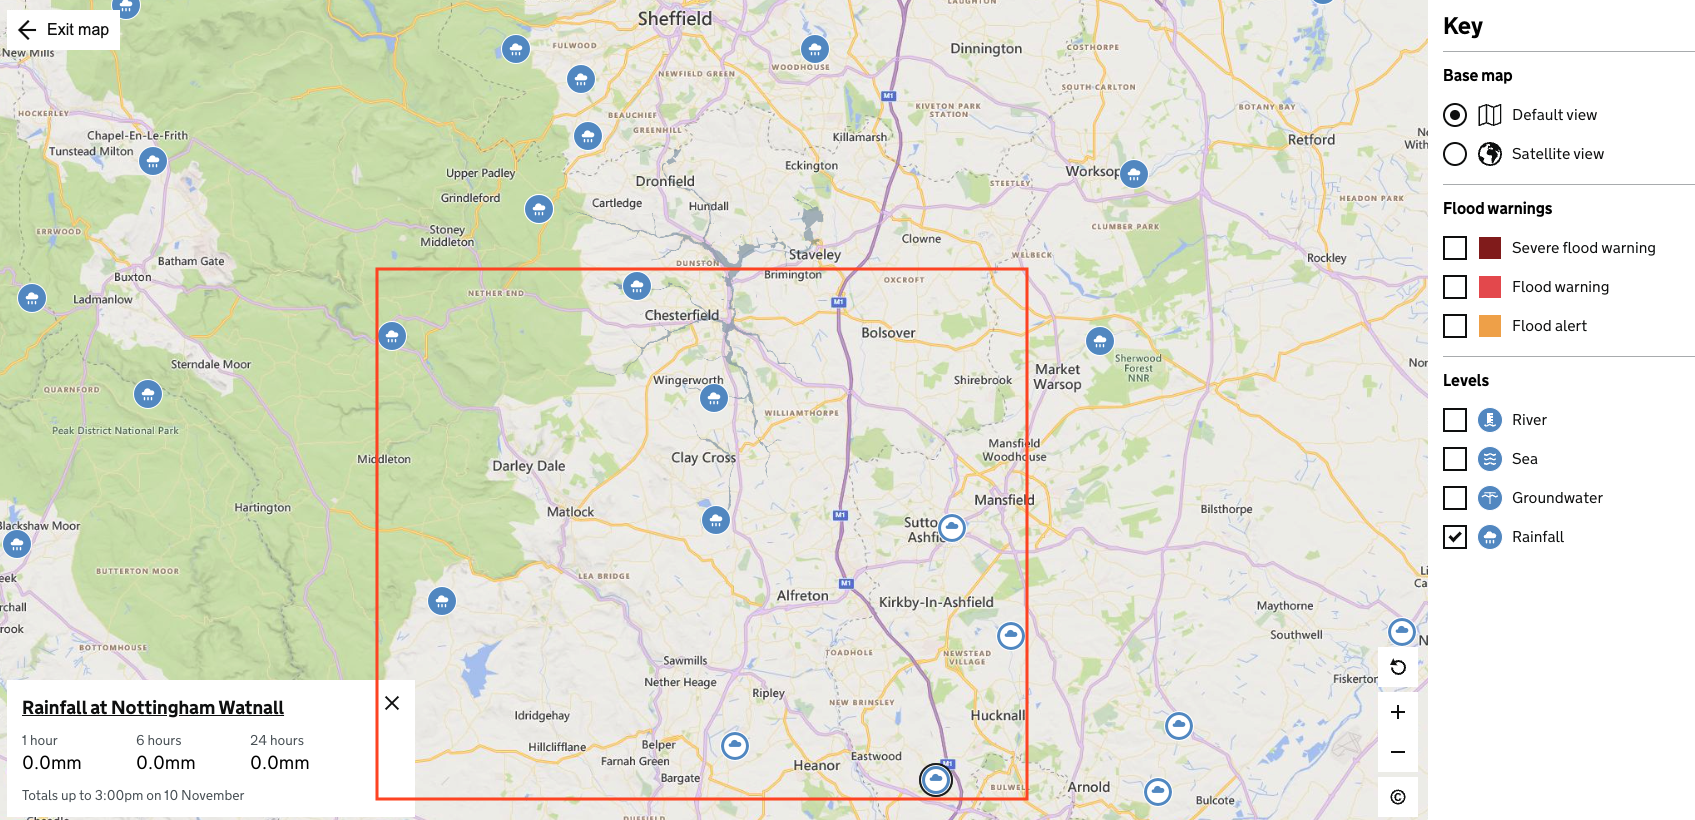 Exit map
Sheffield
LAUGHTON
New Mills
FULWOOD
WOODHOUSE
Dinnington
COSTHORPE
NEWFIELD GREEN
SOUTH-CARLTON
HOCKERLEY
BEAUCHIEF
GREENHILL
M1
KIVETON PARK
STATION
BOTANY BAY
Chapel-En-Le-Frith
Tunstead Milton
Killamarsh
Retford
Eckington
Upper Padley
Dronfield
Worksop
STEETLEY
Grindleford
Cartledge
Hundall
HEADON PARK
ERRWOOD
Stoney
Middleton
Clowne
CLUMBER PARK
Batham Gate
Staveley
WELBECK
Rockley
Buxton
DUNSTON
Brimington
OXCROFT
Ladmanlow
NETHER END
M1
Chesterfield
Bolsover
Sterndale Moor
Sherwood
Forest
NNR
Market
Warsop
QUARNFORD
Wingerworth
Shirebrook
WILLIAMTHORPE
Peak District National Park
Middleton
Darley Dale
Clay Cross
Mansfield
Woodhouse
Mansfield
Hartington
Matlock
M1
Bilsthorpe
Blackshaw Moor
BUTTERTON MOOR
LEA BRIDGE
M1
Alfreton
Kirkby-In-Ashfield
Maythorne
Southwell
BOTTOMHOUSE
Sawmills
TOADHOLE
NEWSTEAD
VILLAGE
Nether Heage
Ripley
NEW BRINSLEY
Fiskerton
Idridgehay
Hucknall
Hillclifflane
Belper
Farnah Green
Bargate
Heanor
Eastwood
M1
BULWELL
Arnold
Bulcote
Rainfall at Nottingham Watnall
1 hour 6 hours 24 hours
0.0mm 0.0mm 0.0mm
Totals up to 3:00pm on 10 November
Key
Base map
Default view
Satellite view
Flood warnings
Severe flood warning
Flood warning
Flood alert
Levels
River
Sea
Groundwater
Rainfall